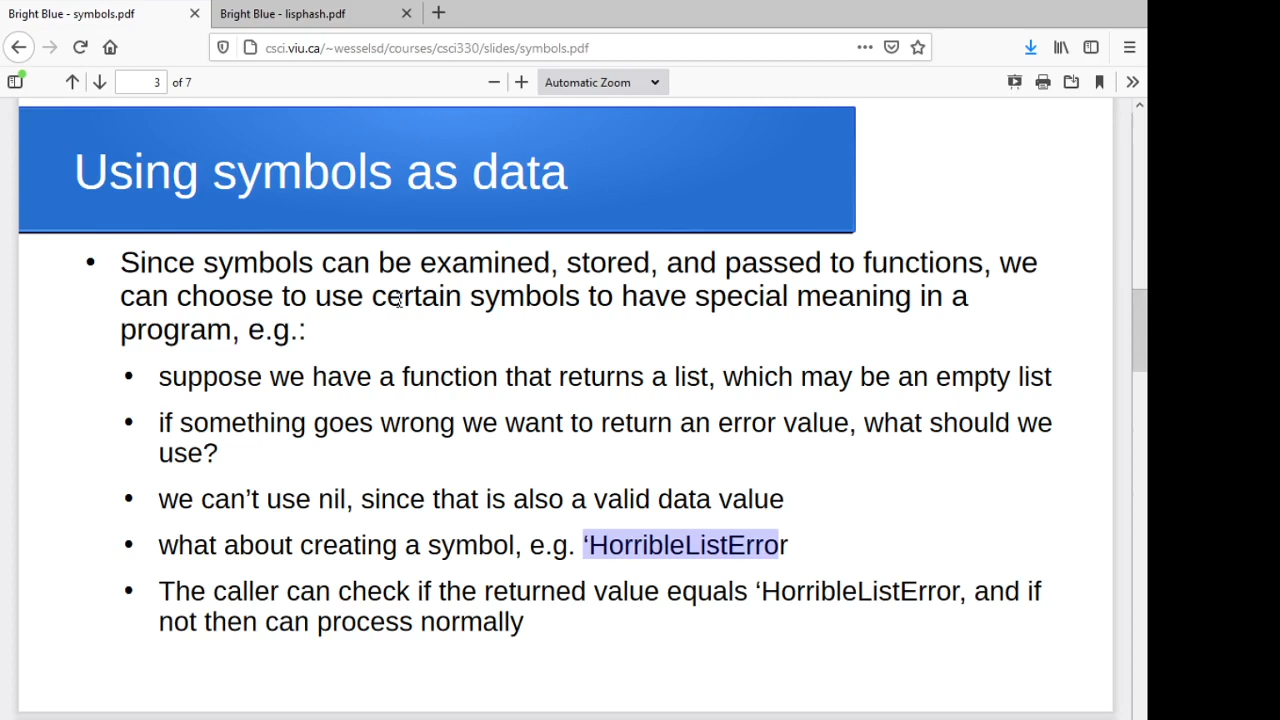 Bright Blue - symbols.pdf
Bright Blue - lisphash.pdf
csci.viu.ca/~wesselsd/courses/csci330/slides/symbols.pdf
3 of 7
Automatic Zoom
Using symbols as data
• Since symbols can be examined, stored, and passed to functions, we
can choose to use certain symbols to have special meaning in a
program, e.g.:
• suppose we have a function that returns a list, which may be an empty list
• if something goes wrong we want to return an error value, what should we
use?
• we can’t use nil, since that is also a valid data value
• what about creating a symbol, e.g. ‘HorribleListError
• The caller can check if the returned value equals ‘HorribleListError, and if
not then can process normally